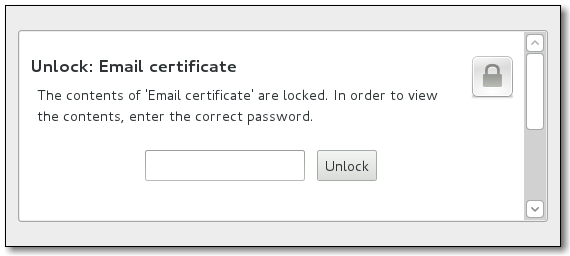 Unlock: Email certificate
The contents of 'Email certificate' are locked. In order to view
the contents, enter the correct password.
Unlock